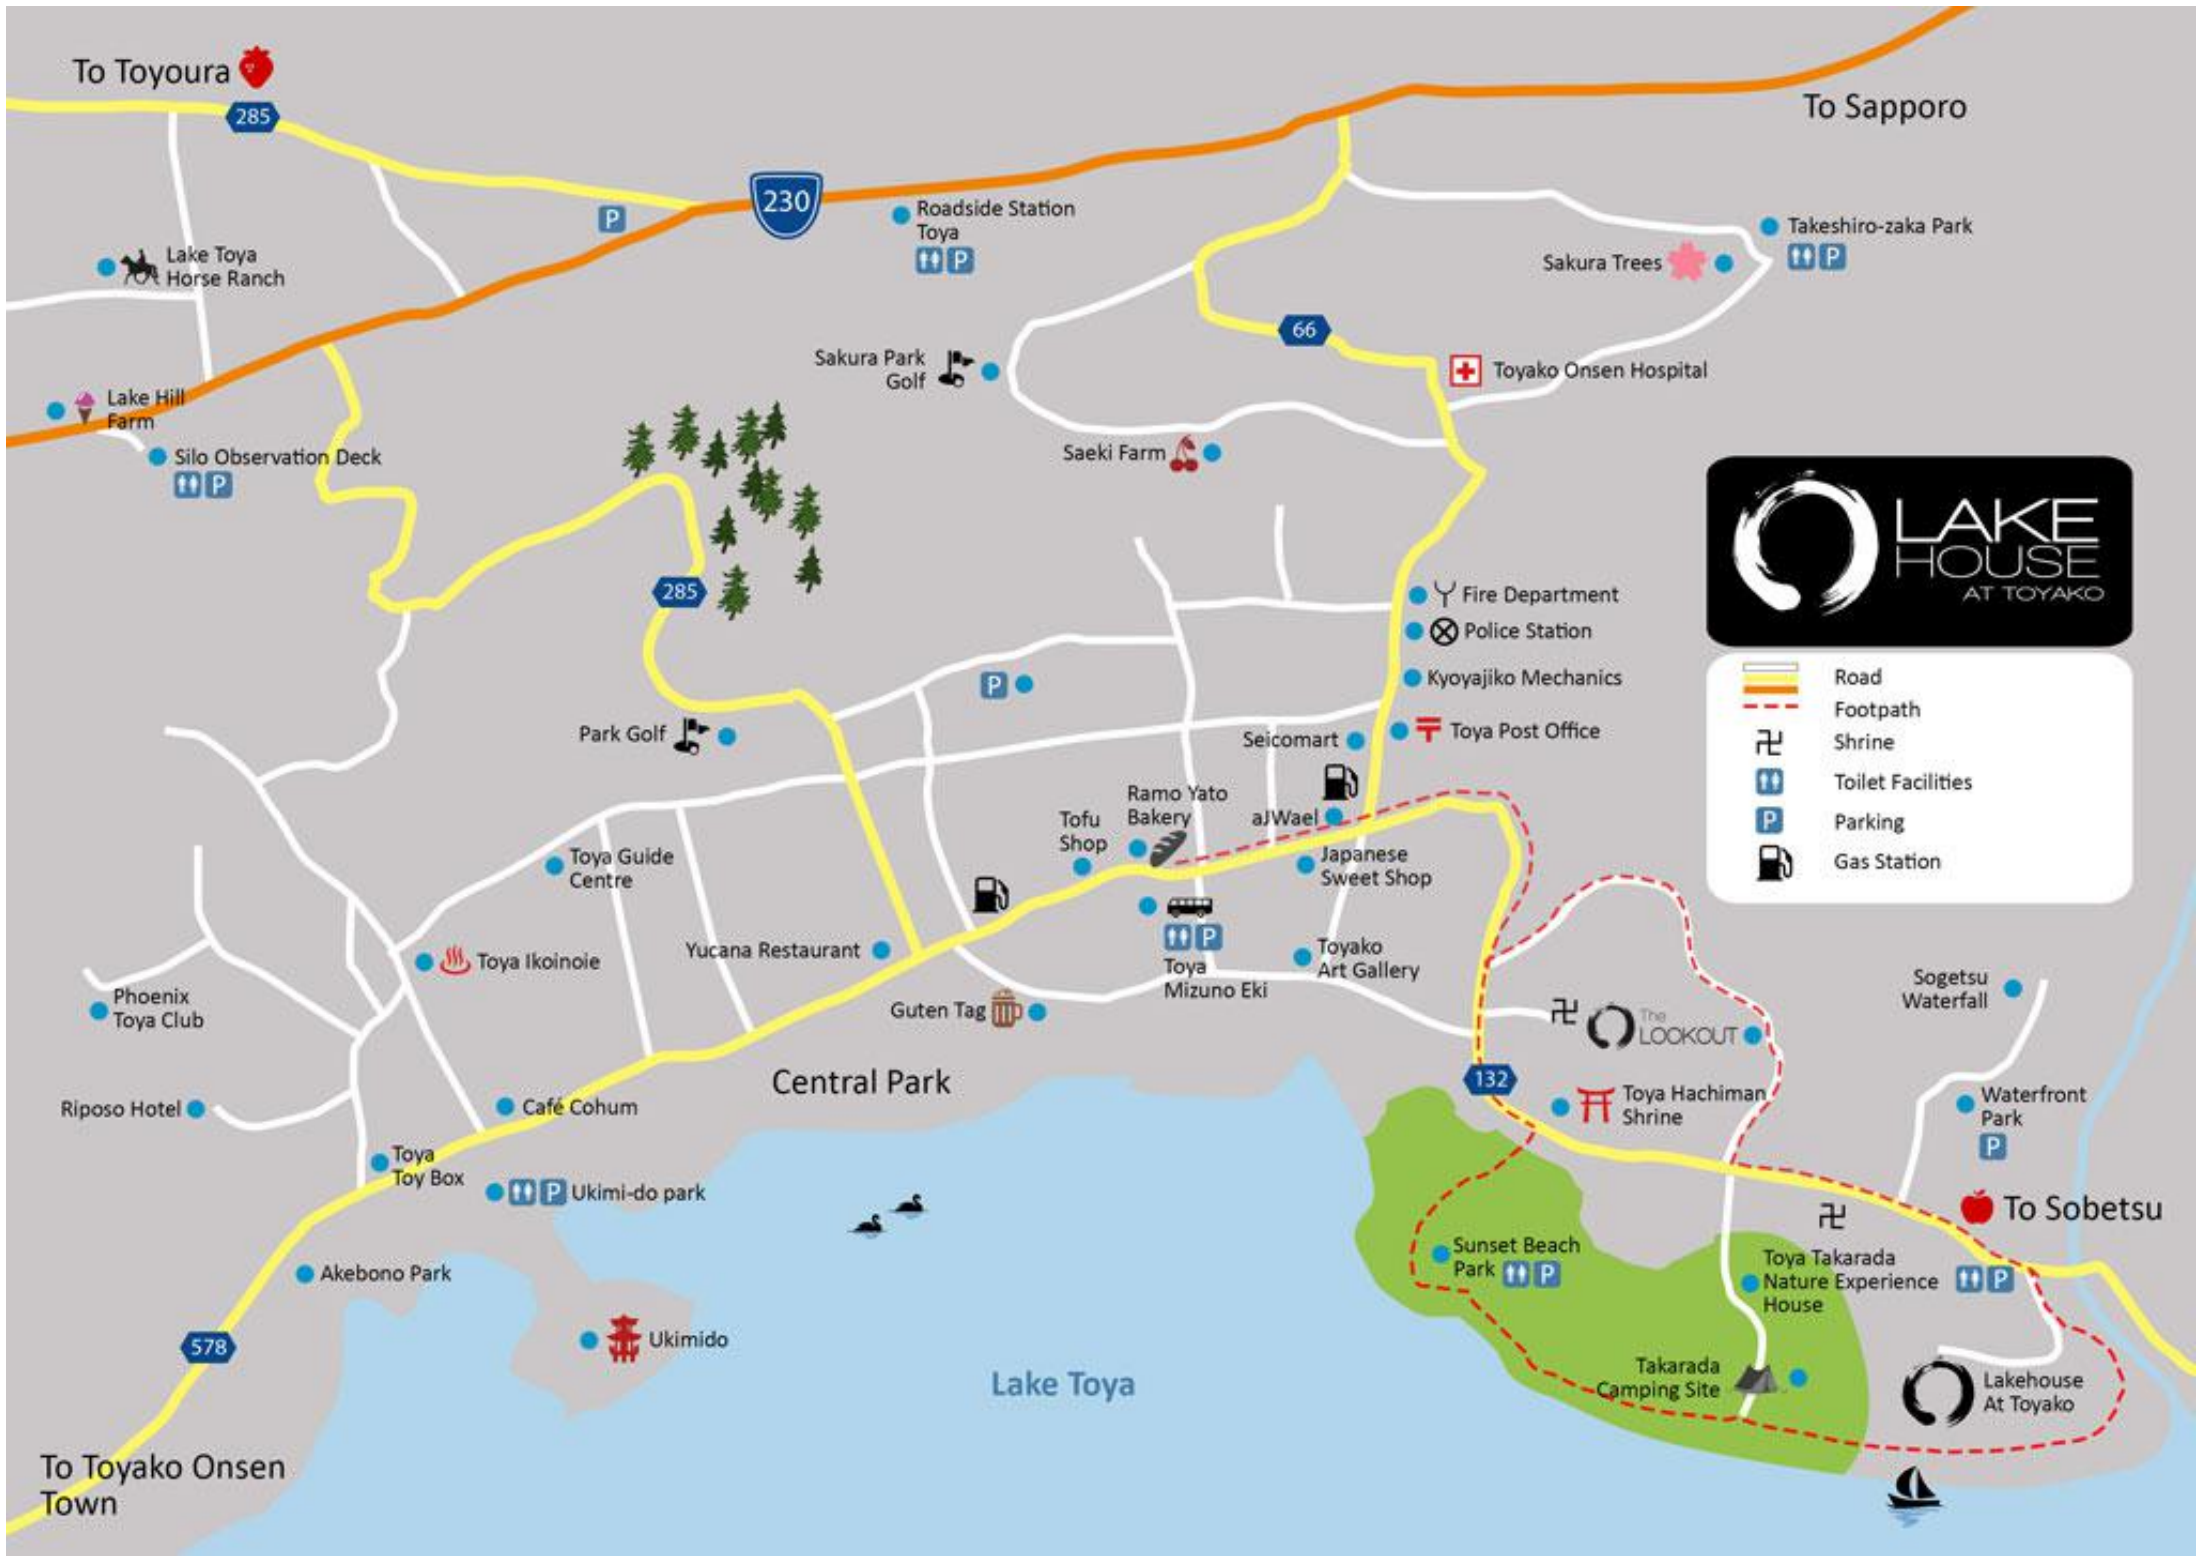 To Toyoura
285
To Sapporo
230
Roadside Station
Toya
P
P
Takeshiro-zaka Park
P
Sakura Trees
Lake Toya
Horse Ranch
66
Sakura Park
Golf
Toyako Onsen Hospital
Lake Hill
Farm
Silo Observation Deck
P
Saeki Farm
LAKE
HOUSE
AT TOYAKO
285
Fire Department
Police Station
Kyoyajiko Mechanics
P
Park Golf
Seicomart
Toya Post Office
Road
Footpath
卍 Shrine
Toilet Facilities
P Parking
Gas Station
Ramo Yato
Bakery
Tofu
Shop
aJWael
Japanese
Sweet Shop
Toya Guide
Centre
Yucana Restaurant
Toya Ikoinoie
P
Toya
Mizuno Eki
Toyako
Art Gallery
Phoenix
Toya Club
Guten Tag
卍
The
LOOKOUT
Sogetsu
Waterfall
Central Park
132
Riposo Hotel
Café Cohum
Toya Hachiman
Shrine
Waterfront
Park
P
Toya
Toy Box
P Ukimi-do park
卍
To Sobetsu
Akebono Park
Sunset Beach
Park P
Toya Takarada
Nature Experience
House
P
578
Ukimido
Lake Toya
Takarada
Camping Site
Lakehouse
At Toyako
To Toyako Onsen
Town